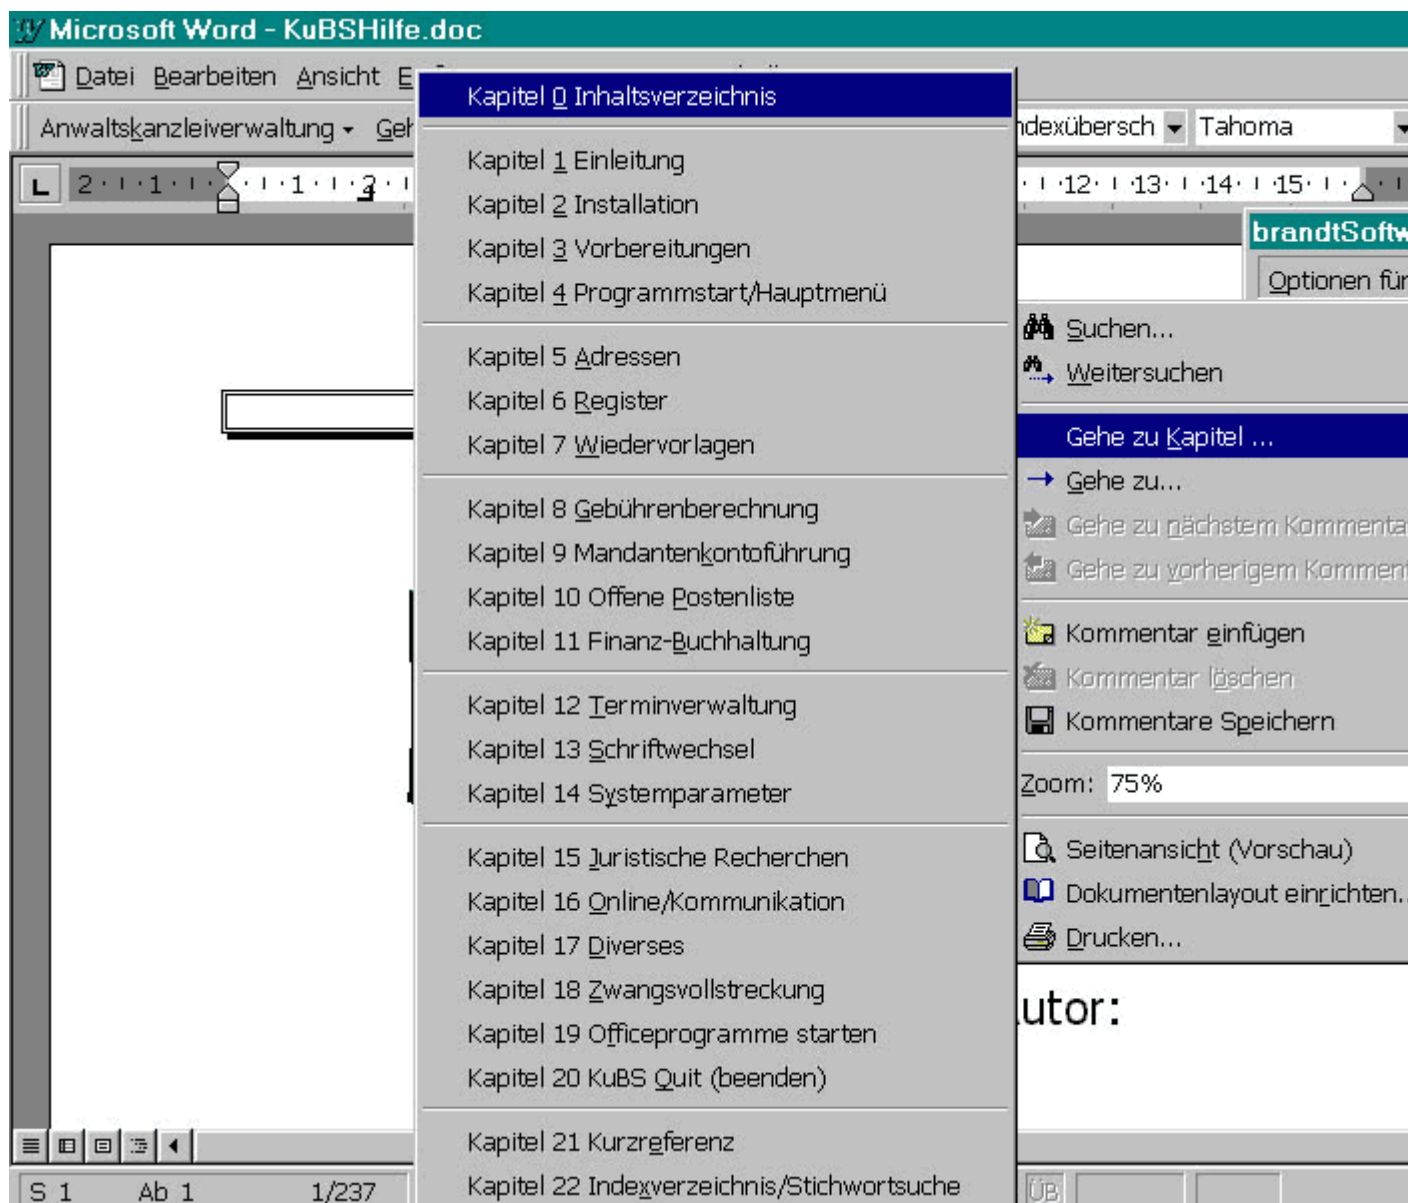 Microsoft Word - KuBSHilfe.doc
Datei Bearbeiten Ansicht E
Anwaltskanzleiverwaltung Geh
ndexübersch Tahoma
L 2 1 1 2 12 13 14 15
brandtSoftw
Optionen für
Kapitel 0 Inhaltsverzeichnis
Kapitel 1 Einleitung
Kapitel 2 Installation
Kapitel 3 Vorbereitungen
Kapitel 4 Programmstart/Hauptmenü
Kapitel 5 Adressen
Kapitel 6 Register
Kapitel 7 Wiedervorlagen
Kapitel 8 Gebührenberechnung
Kapitel 9 Mandantenkontoführung
Kapitel 10 Offene Postenliste
Kapitel 11 Finanz-Buchhaltung
Kapitel 12 Terminverwaltung
Kapitel 13 Schriftwechsel
Kapitel 14 Systemparameter
Kapitel 15 Juristische Recherchen
Kapitel 16 Online/Kommunikation
Kapitel 17 Diverses
Kapitel 18 Zwangsvollstreckung
Kapitel 19 Officeprogramme starten
Kapitel 20 KuBS Quit (beenden)
Kapitel 21 Kurzreferenz
Kapitel 22 Indexverzeichnis/Stichwortsuche
Suchen...
Weitersuchen
Gehe zu Kapitel ...
Gehe zu...
Gehe zu nächstem Kommenta
Gehe zu vorherigem Komment
Kommentar einfügen
Kommentar löschen
Kommentare Speichern
Zoom: 75%
Seitenansicht (Vorschau)
Dokumentenlayout einrichten..
Drucken...
utor:
S 1 Ab 1 1/237
ÜB